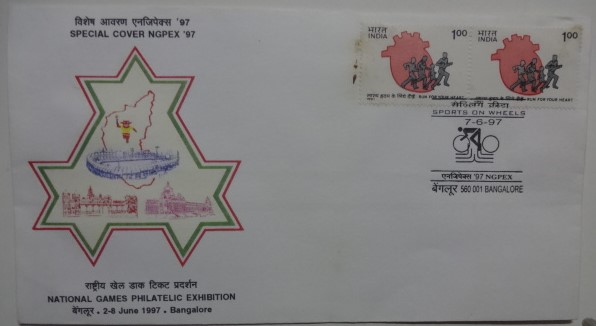 विशेष आवरण एनजिपेक्स '97
SPECIAL COVER NGPEX '97
भारत
INDIA
1.00
भारत
INDIA
1.00
स्वस्थ हृदय के लिये दौड़ें · RUN FOR YOUR HEART
RUN FOR YOUR HEART
SPORTS ON WHEELS
7-6-97
एनजिपेक्स '97 NGPEX
बेंगलूर 560 001 BANGALORE
राष्ट्रीय खेल डाक टिकट प्रदर्शन
NATIONAL GAMES PHILATELIC EXHIBITION
बेंगलूर . 2-8 June 1997 . Bangalore